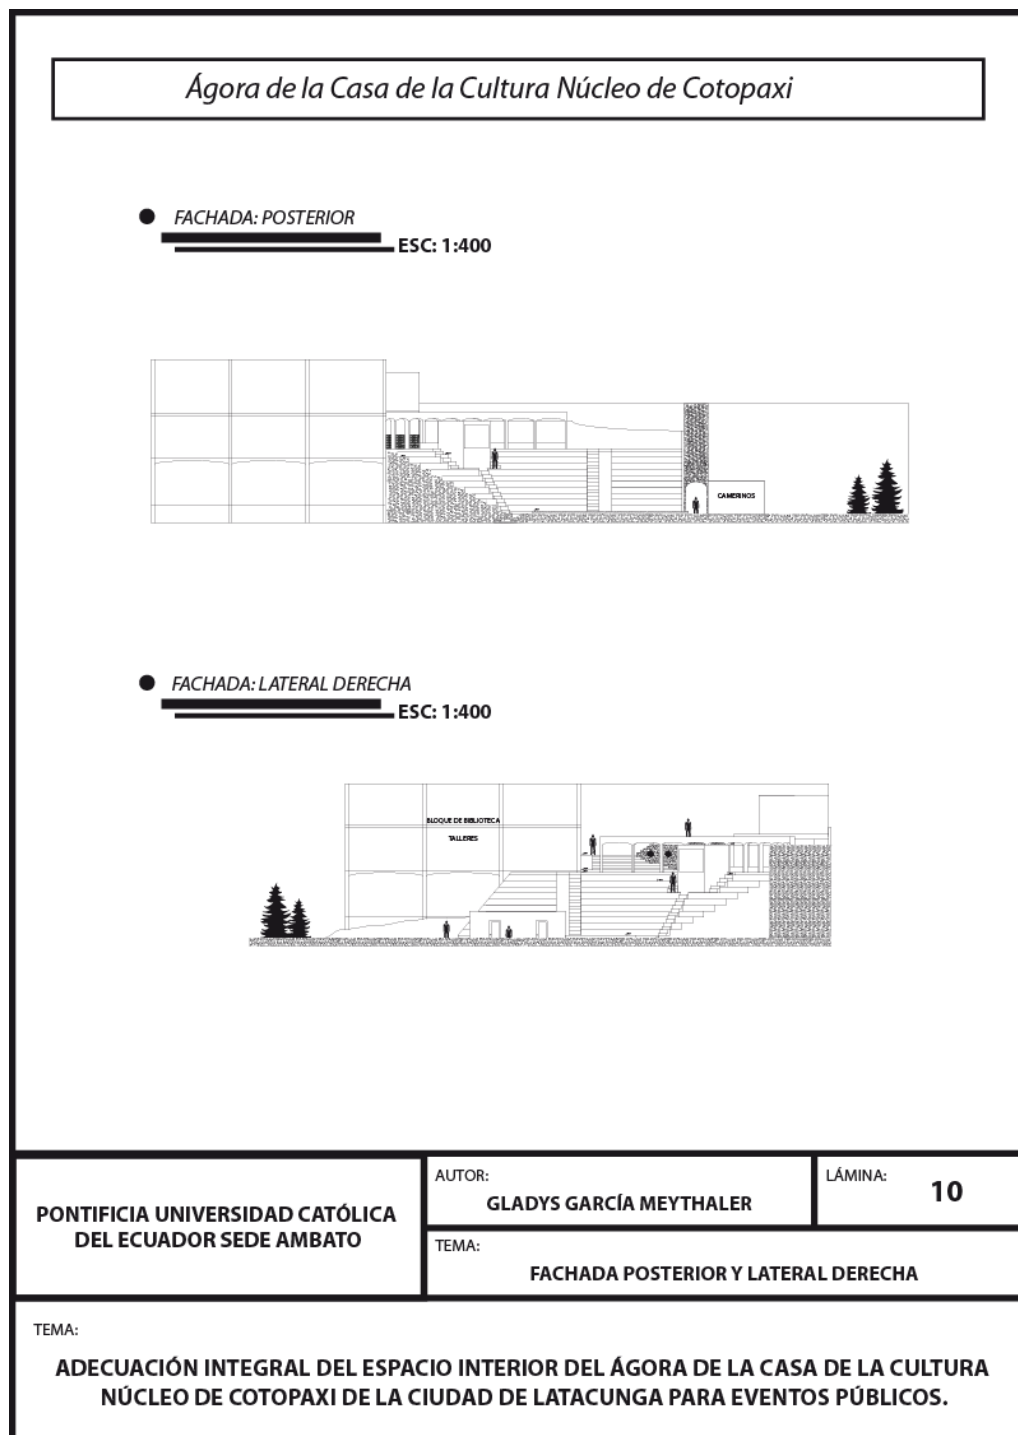 Ágora de la Casa de la Cultura Núcleo de Cotopaxi
FACHADA: POSTERIOR
ESC: 1:400
CAMERINOS
FACHADA: LATERAL DERECHA
ESC: 1:400
BLOQUE DE BIBLIOTECA
TALLERES
PONTIFICIA UNIVERSIDAD CATÓLICA
DEL ECUADOR SEDE AMBATO
AUTOR:
GLADYS GARCÍA MEYTHALER
LÁMINA:
10
TEMA:
FACHADA POSTERIOR Y LATERAL DERECHA
TEMA:
ADECUACIÓN INTEGRAL DEL ESPACIO INTERIOR DEL ÁGORA DE LA CASA DE LA CULTURA
NÚCLEO DE COTOPAXI DE LA CIUDAD DE LATACUNGA PARA EVENTOS PÚBLICOS.